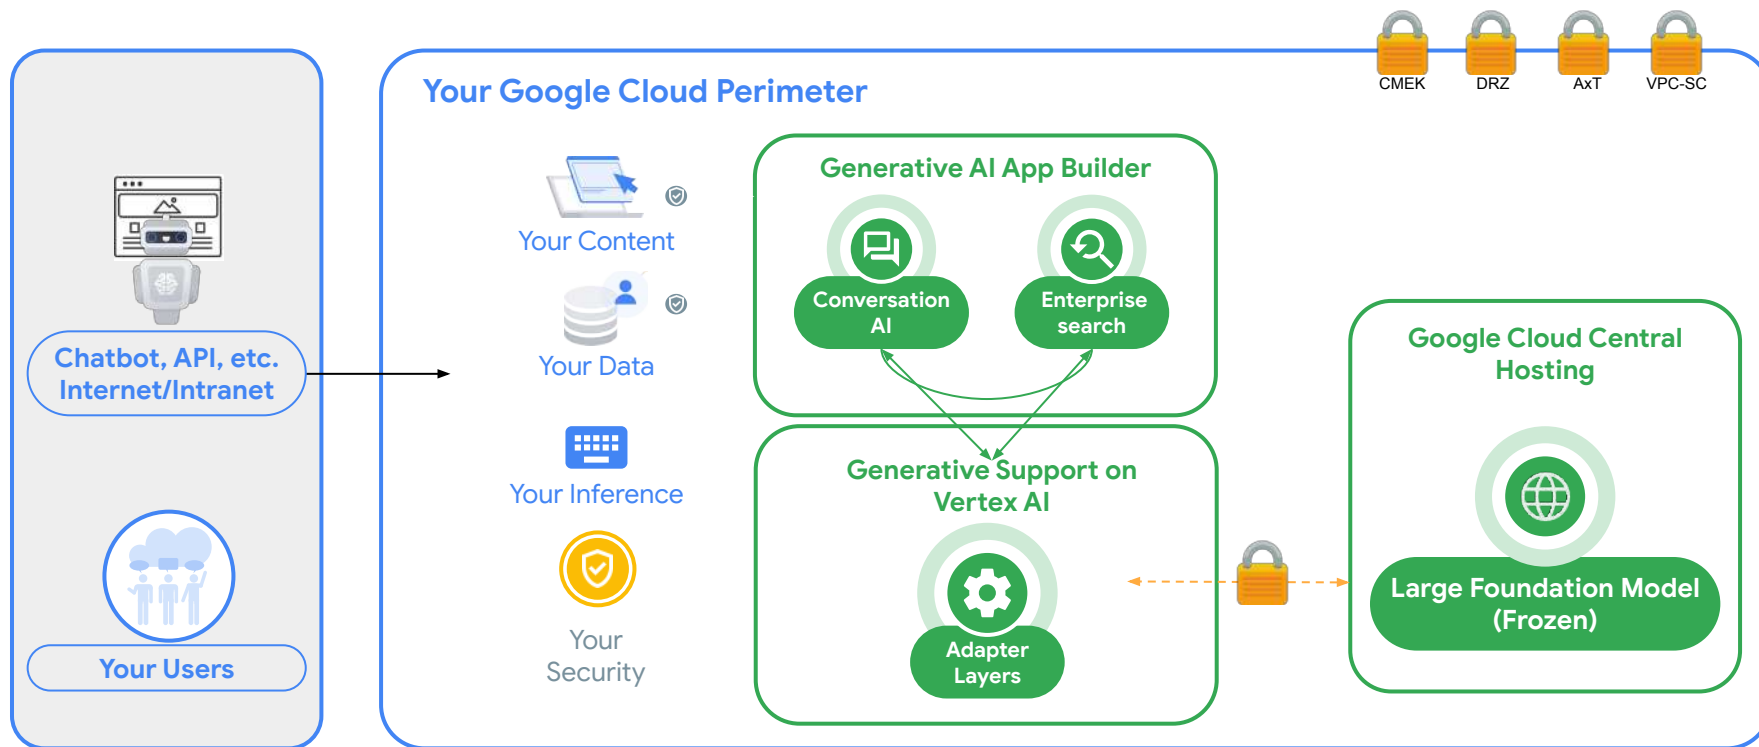 CMEK
DRZ
AxT
VPC-SC
Your Google Cloud Perimeter
Chatbot, API, etc.
Internet/Intranet
Your Users
Your Content
Your Data
Your Inference
Your
Security
Generative AI App Builder
Conversation
AI
Enterprise
search
Generative Support on
Vertex AI
Adapter
Layers
Google Cloud Central
Hosting
Large Foundation Model
(Frozen)